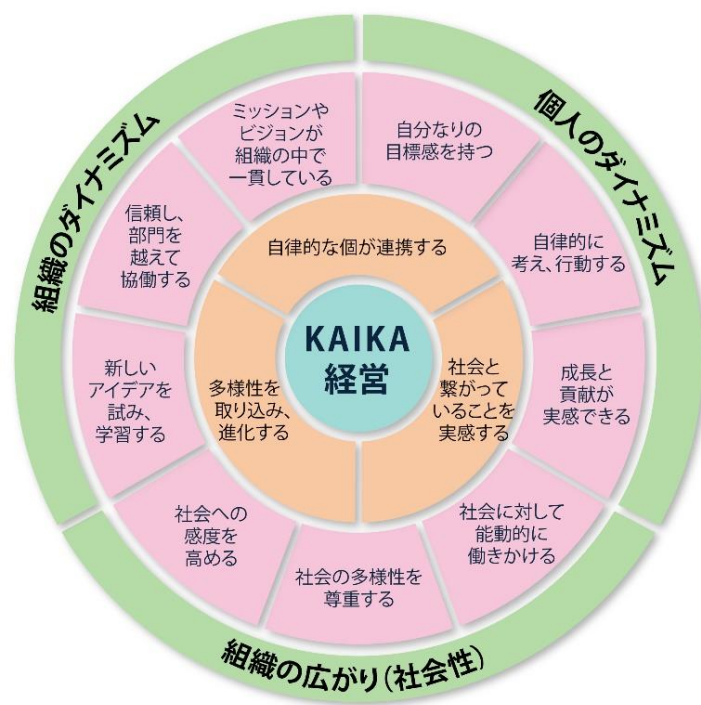 組織のダイナミズム
個人のダイナミズム
組織の広がり(社会性)
ミッションや
ビジョンが
組織の中で
一貫している
自分なりの
目標感を持つ
信頼し、
部門を
越えて
協働する
自律的に
考え、行動する
新しい
アイデアを
試み、
学習する
成長と
貢献が
実感できる
社会への
感度を
高める
社会の多様性を
尊重する
社会に対して
能動的に
働きかける
自律的な個が連携する
多様性を
取り込み、
進化する
社会と
繋がって
いることを
実感する
KAIKA
経営